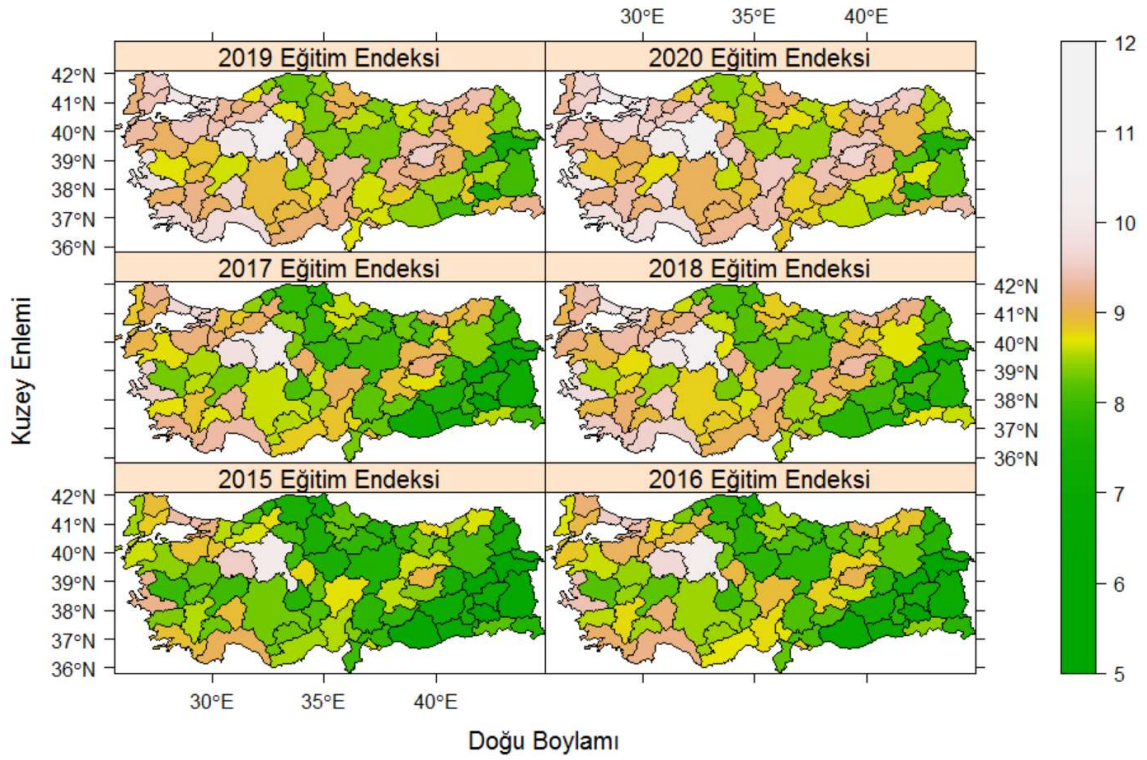 30°E 35°E 40°E
2019 Eğitim Endeksi 2020 Eğitim Endeksi
42°N
41°N
40°N
39°N
38°N
37°N
36°N
2017 Eğitim Endeksi 2018 Eğitim Endeksi
42°N
41°N
40°N
39°N
38°N
37°N
36°N
2015 Eğitim Endeksi 2016 Eğitim Endeksi
42°N
41°N
40°N
39°N
38°N
37°N
36°N
30°E 35°E 40°E
Kuzey Enlemi
Doğu Boylamı
12
11
10
9
8
7
6
5